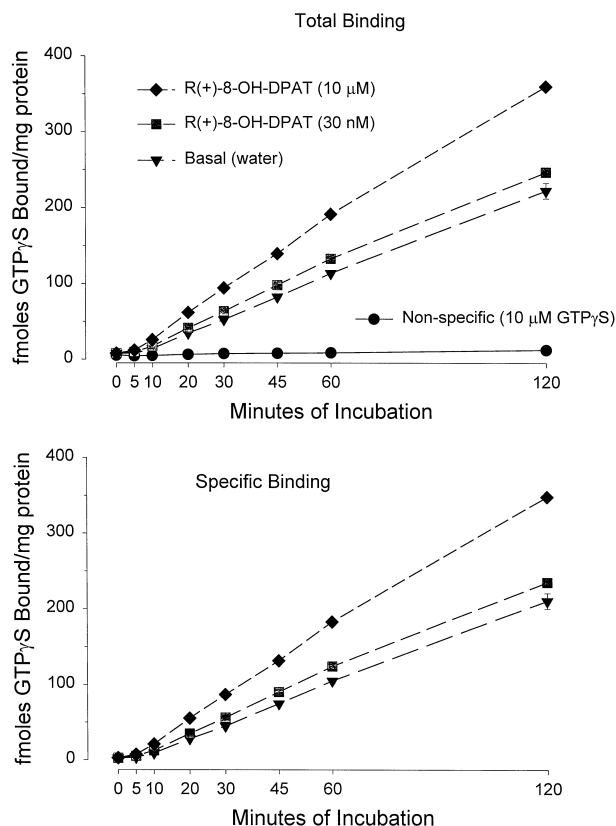 Total Binding
400
300
200
100
0
fmoles GTPγS Bound/mg protein
R(+)-8-OH-DPAT (10 μM)
R(+)-8-OH-DPAT (30 nM)
Basal (water)
Non-specific (10 μM GTPγS)
0 5 10 20 30 45 60 120
Minutes of Incubation
Specific Binding
400
300
200
100
0
fmoles GTPγS Bound/mg protein
0 5 10 20 30 45 60 120
Minutes of Incubation